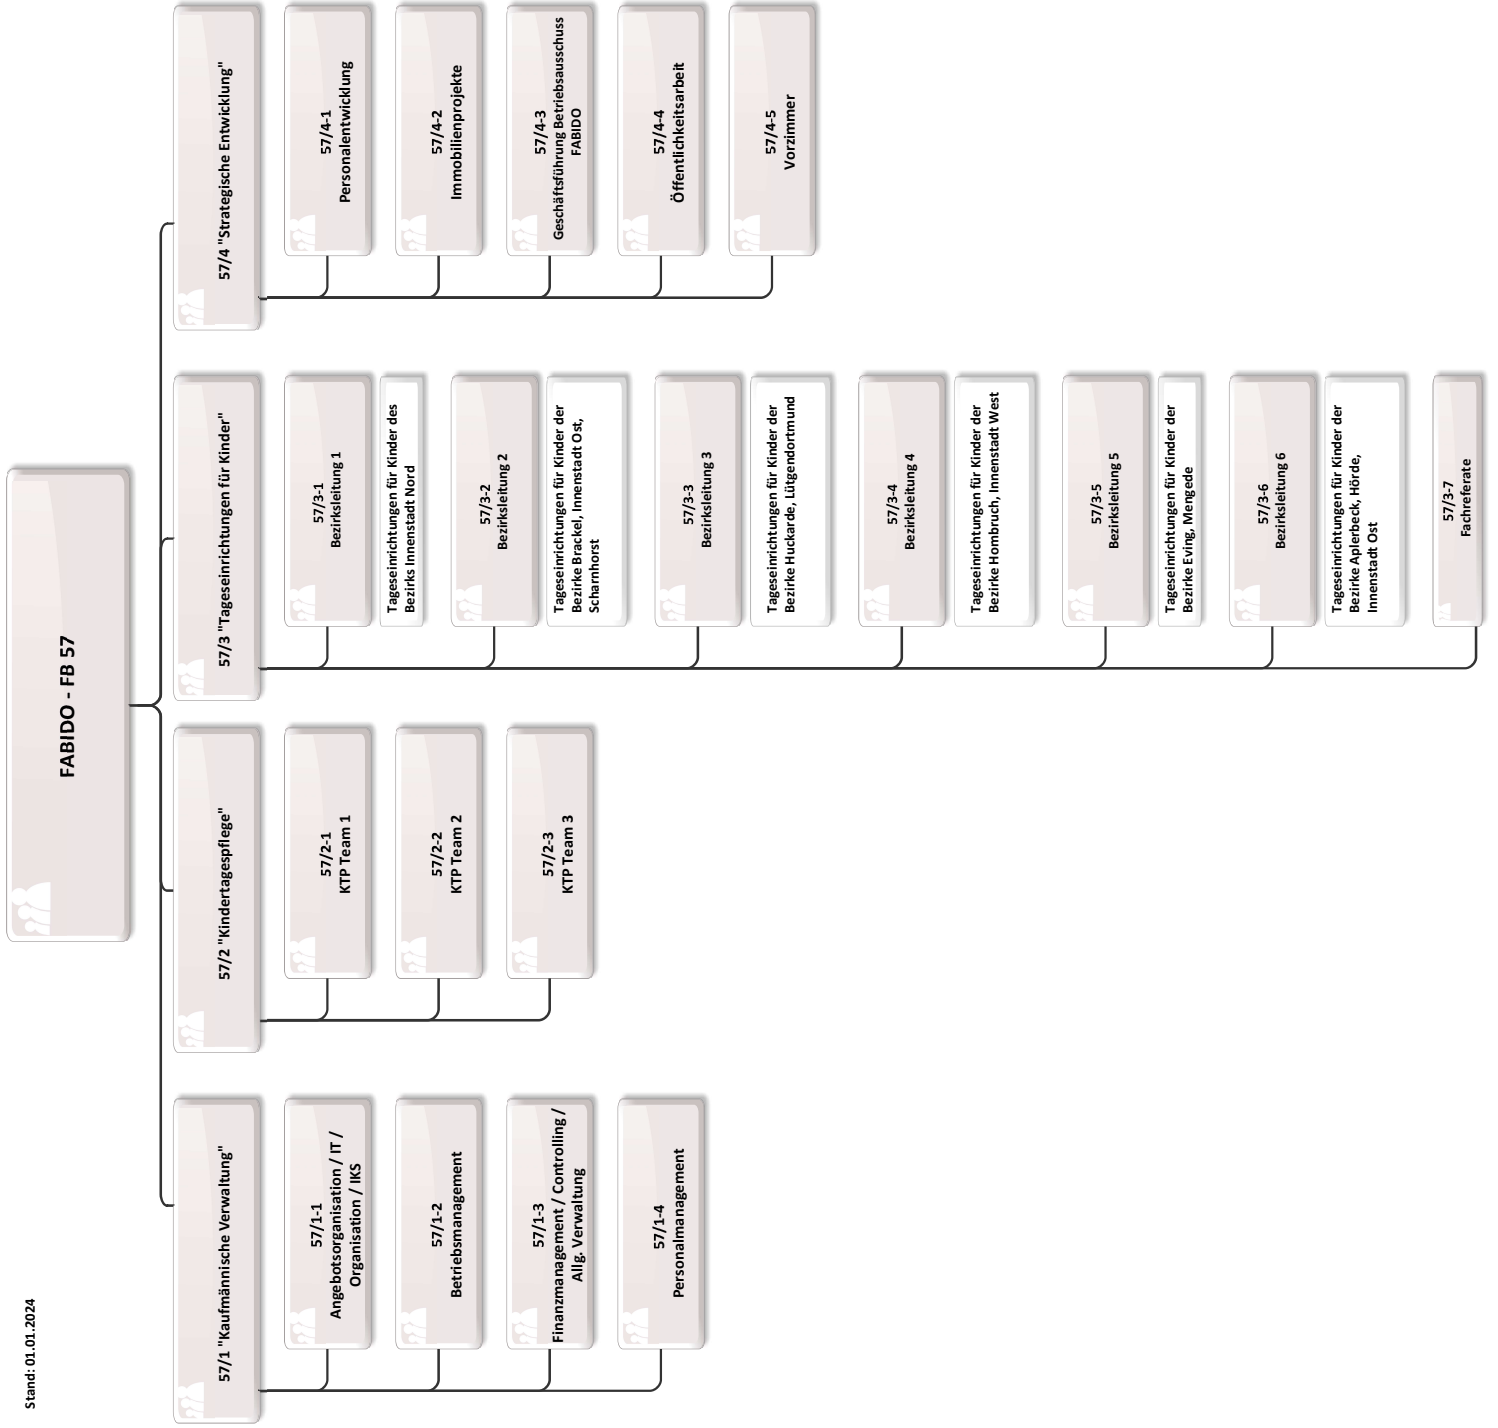 Stand: 01.01.2024
FABIDO - FB 57
57/1 "Kaufmännische Verwaltung"
57/1-1
Angebotsorganisation / IT /
Organisation / IKS
57/1-2
Betriebsmanagement
57/1-3
Finanzmanagement / Controlling /
Allg. Verwaltung
57/1-4
Personalmanagement
57/2 "Kindertagespflege"
57/2-1
KTP Team 1
57/2-2
KTP Team 2
57/2-3
KTP Team 3
57/3 "Tageseinrichtungen für Kinder"
57/3-1
Bezirksleitung 1
Tageseinrichtungen für Kinder des
Bezirks Innenstadt Nord
57/3-2
Bezirksleitung 2
Tageseinrichtungen für Kinder der
Bezirke Brackel, Innenstadt Ost,
Scharnhorst
57/3-3
Bezirksleitung 3
Tageseinrichtungen für Kinder der
Bezirke Huckarde, Lütgendortmund
57/3-4
Bezirksleitung 4
Tageseinrichtungen für Kinder der
Bezirke Hombruch, Innenstadt West
57/3-5
Bezirksleitung 5
Tageseinrichtungen für Kinder der
Bezirke Eving, Mengede
57/3-6
Bezirksleitung 6
Tageseinrichtungen für Kinder der
Bezirke Aplerbeck, Hörde,
Innenstadt Ost
57/3-7
Fachreferate
57/4 "Strategische Entwicklung"
57/4-1
Personalentwicklung
57/4-2
Immobilienprojekte
57/4-3
Geschäftsführung Betriebsausschuss
FABIDO
57/4-4
Öffentlichkeitsarbeit
57/4-5
Vorzimmer